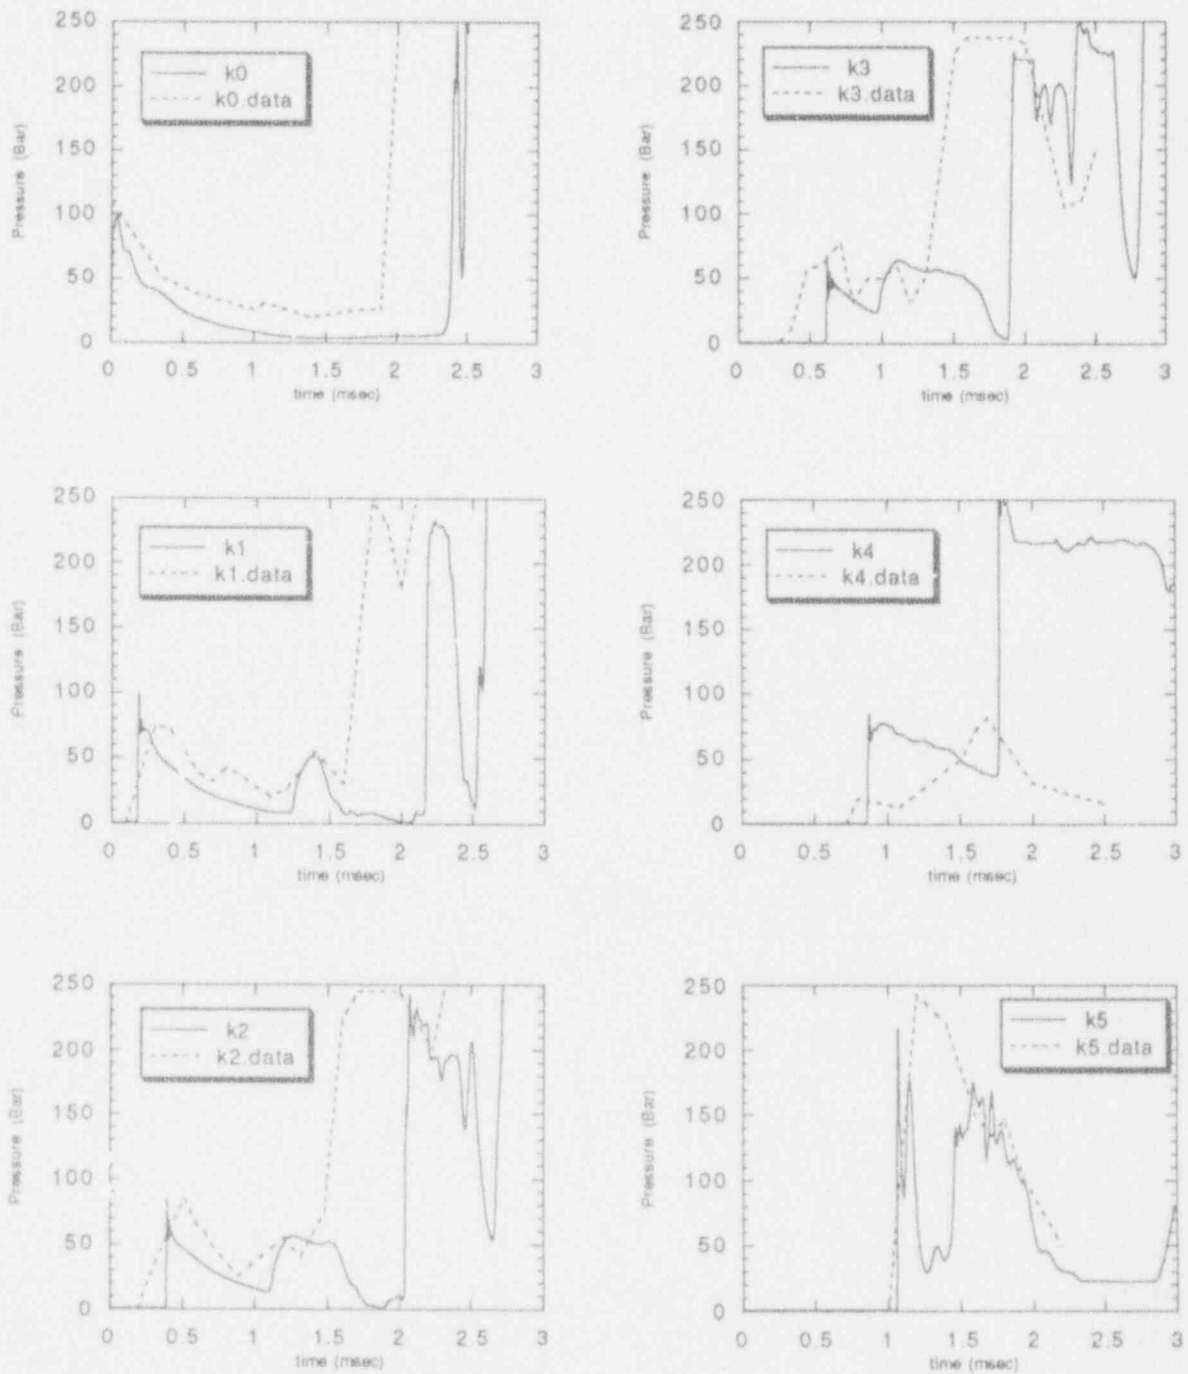 250
200
150
100
50
0
Pressure (Bar)
k0
k0.data
0 0.5 1 1.5 2 2.5 3
time (msec)
250
200
150
100
50
0
Pressure (Bar)
k3
k3.data
0 0.5 1 1.5 2 2.5 3
time (msec)
250
200
150
100
50
0
Pressure (Bar)
k1
k1.data
0 0.5 1 1.5 2 2.5 3
time (msec)
250
200
150
100
50
0
Pressure (Bar)
k4
k4.data
0 0.5 1 1.5 2 2.5 3
time (msec)
250
200
150
100
50
0
Pressure (Bar)
k2
k2.data
0 0.5 1 1.5 2 2.5 3
time (msec)
250
200
150
100
50
0
Pressure (Bar)
k5
k5.data
0 0.5 1 1.5 2 2.5 3
time (msec)